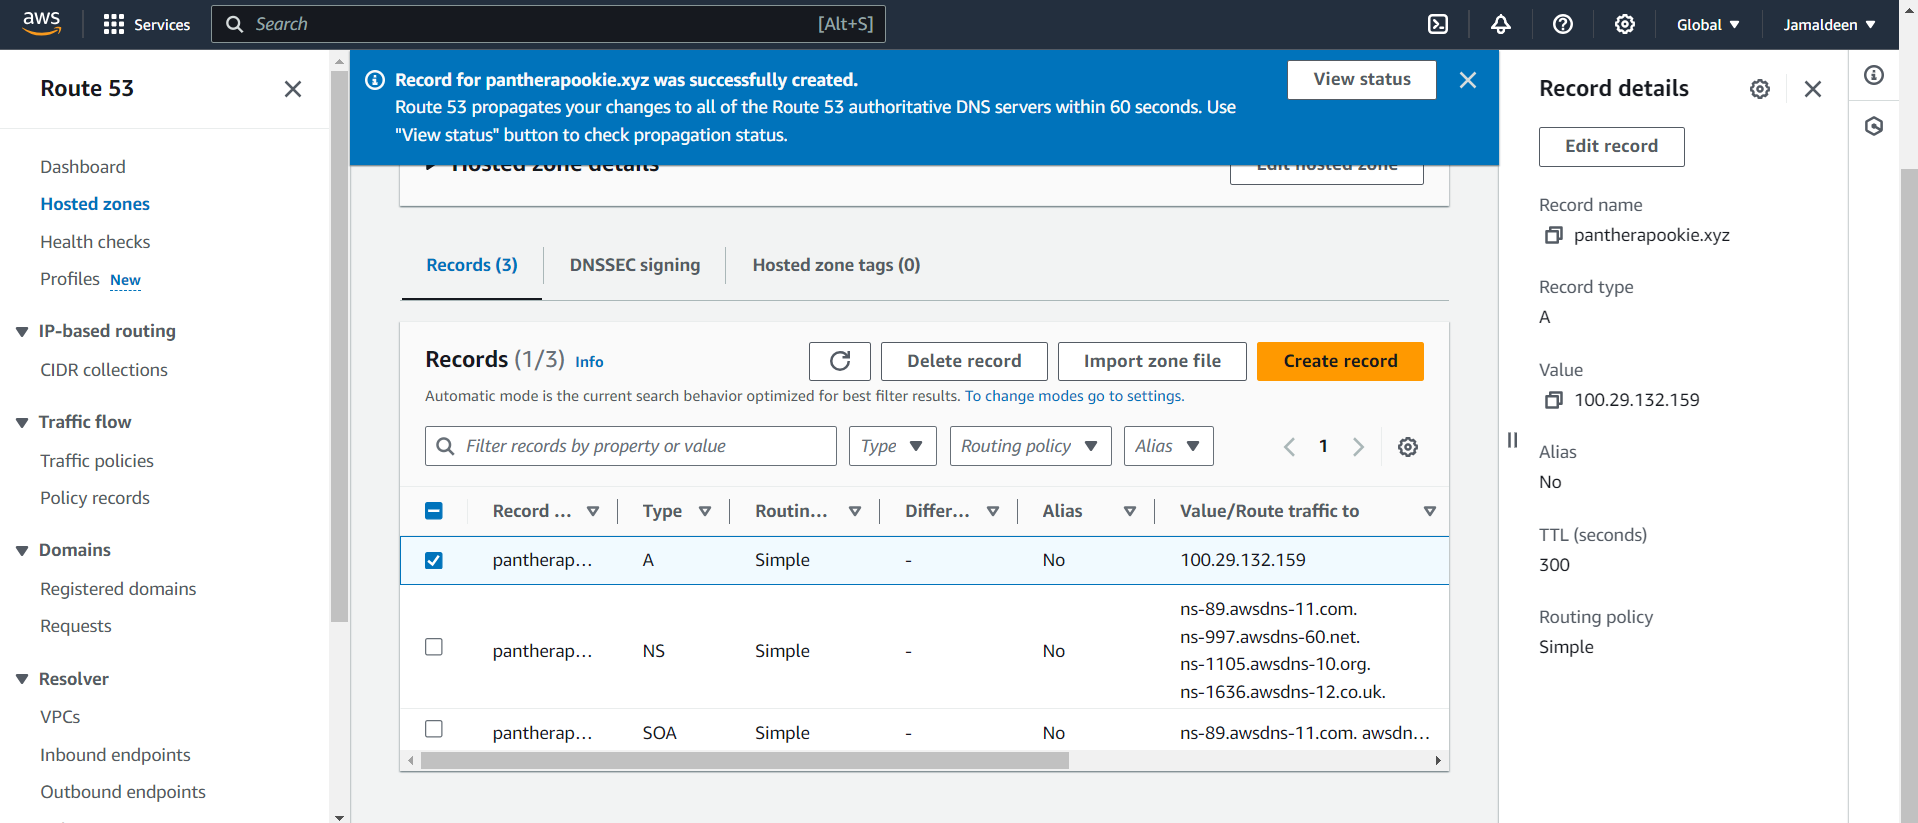 aws
Services
Search
[Alt+S]
Global
Jamaldeen
Route 53
Dashboard
Hosted zones
Health checks
Profiles New
IP-based routing
CIDR collections
Traffic flow
Traffic policies
Policy records
Domains
Registered domains
Requests
Resolver
VPCs
Inbound endpoints
Outbound endpoints
Record for pantherapookie.xyz was successfully created.
Route 53 propagates your changes to all of the Route 53 authoritative DNS servers within 60 seconds. Use
"View status" button to check propagation status.
View status
Hosted zone details
Edit hosted zone
Records (3)
DNSSEC signing
Hosted zone tags (0)
Records (1/3) Info
Delete record
Import zone file
Create record
Automatic mode is the current search behavior optimized for best filter results. To change modes go to settings.
Filter records by property or value
Type
Routing policy
Alias
1
Record ...
Type
Routin...
Differ...
Alias
Value/Route traffic to
pantherap...
A
Simple
-
No
100.29.132.159
pantherap...
NS
Simple
-
No
ns-89.awsdns-11.com.
ns-997.awsdns-60.net.
ns-1105.awsdns-10.org.
ns-1636.awsdns-12.co.uk.
pantherap...
SOA
Simple
-
No
ns-89.awsdns-11.com. awsdn...
Record details
Edit record
Record name
pantherapookie.xyz
Record type
A
Value
100.29.132.159
Alias
No
TTL (seconds)
300
Routing policy
Simple